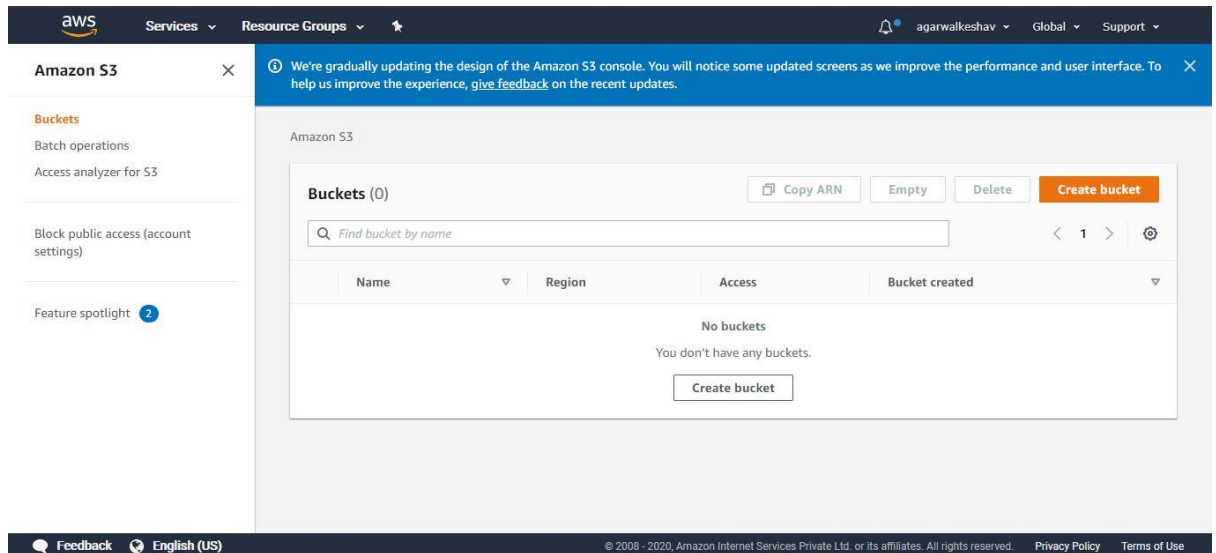 aws Services Resource Groups agarwalkeshav Global Support
Amazon S3
We're gradually updating the design of the Amazon S3 console. You will notice some updated screens as we improve the performance and user interface. To
help us improve the experience, give feedback on the recent updates.
Buckets
Batch operations
Access analyzer for S3
Block public access (account
settings)
Feature spotlight 2
Amazon S3
Buckets (0) Copy ARN Empty Delete Create bucket
Find bucket by name 1
Name Region Access Bucket created
No buckets
You don't have any buckets.
Create bucket
Feedback English (US) © 2008 - 2020, Amazon Internet Services Private Ltd. or its affiliates. All rights reserved. Privacy Policy Terms of Use